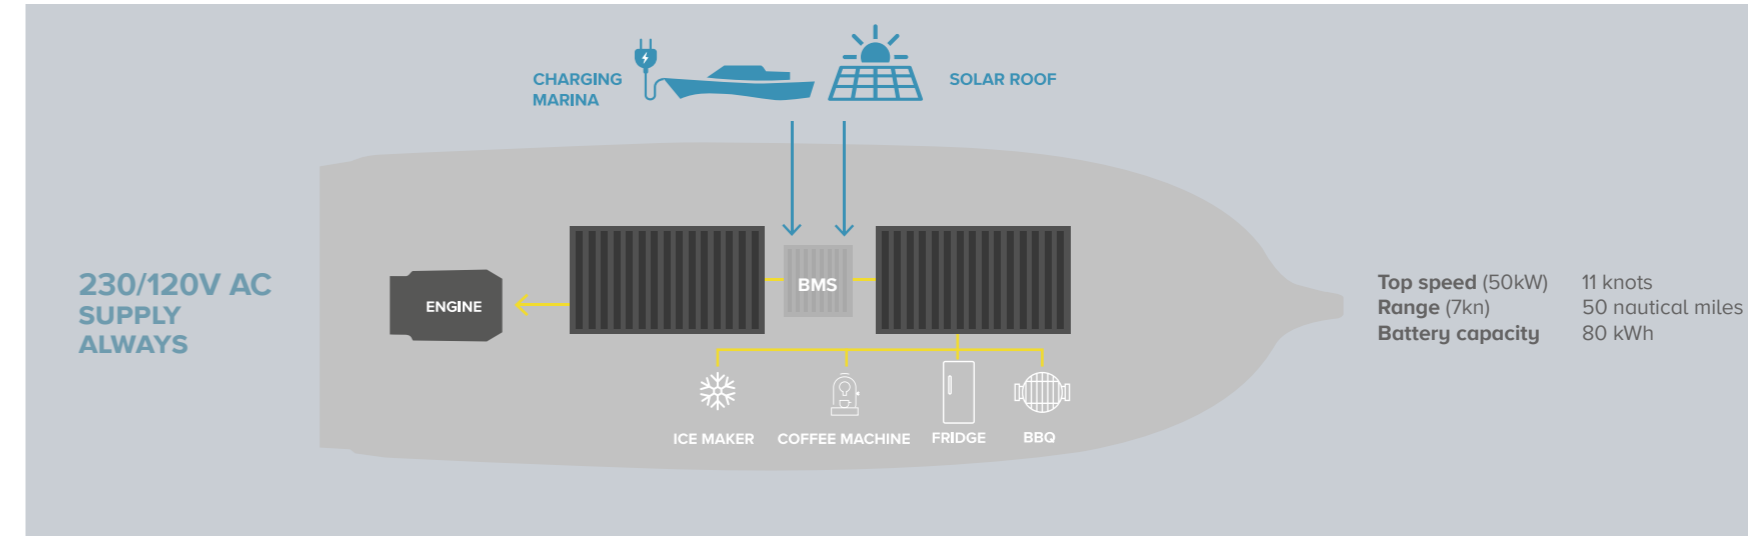 CHARGING
MARINA
SOLAR ROOF
230/120V AC
SUPPLY
ALWAYS
ENGINE
BMS
ICE MAKER
COFFEE MACHINE
FRIDGE
BBQ
Top speed (50kW) 11 knots
Range (7kn) 50 nautical miles
Battery capacity 80 kWh